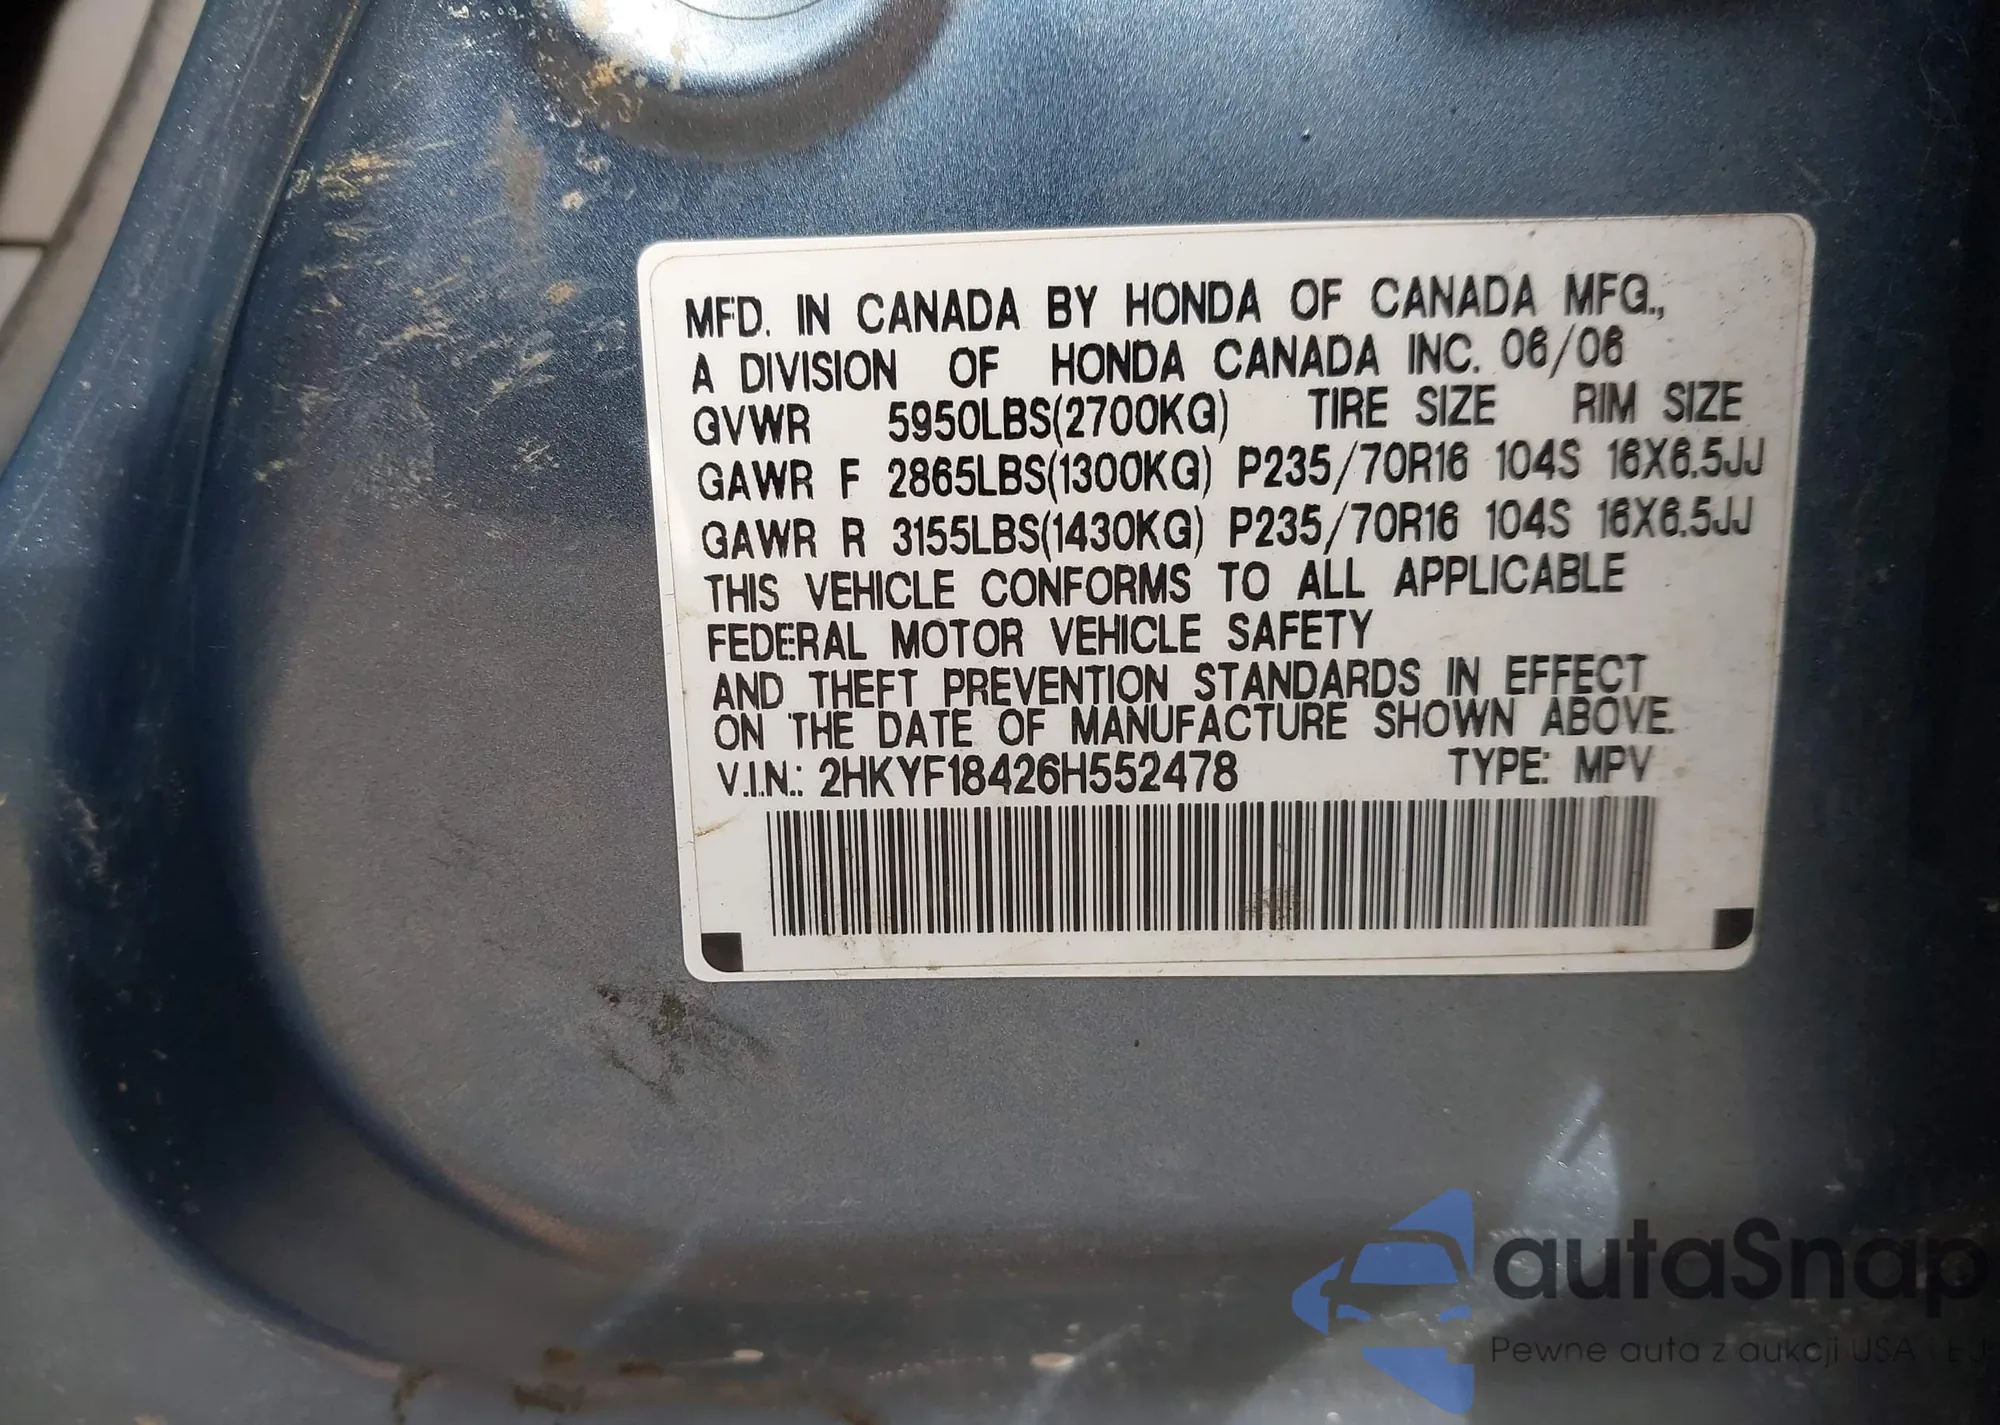 MFD. IN CANADA BY HONDA OF CANADA MFG.,
A DIVISION OF HONDA CANADA INC. 06/06
GVWR 5950LBS(2700KG) TIRE SIZE RIM SIZE
GAWR F 2865LBS(1300KG) P235/70R16 104S 16X6.5JJ
GAWR R 3155LBS(1430KG) P235/70R16 104S 16X6.5JJ
THIS VEHICLE CONFORMS TO ALL APPLICABLE
FEDERAL MOTOR VEHICLE SAFETY
AND THEFT PREVENTION STANDARDS IN EFFECT
ON THE DATE OF MANUFACTURE SHOWN ABOVE.
V.I.N.: 2HKYF18426H552478 TYPE: MPV
autaSnap
Pewne auta z aukcji USA i EU